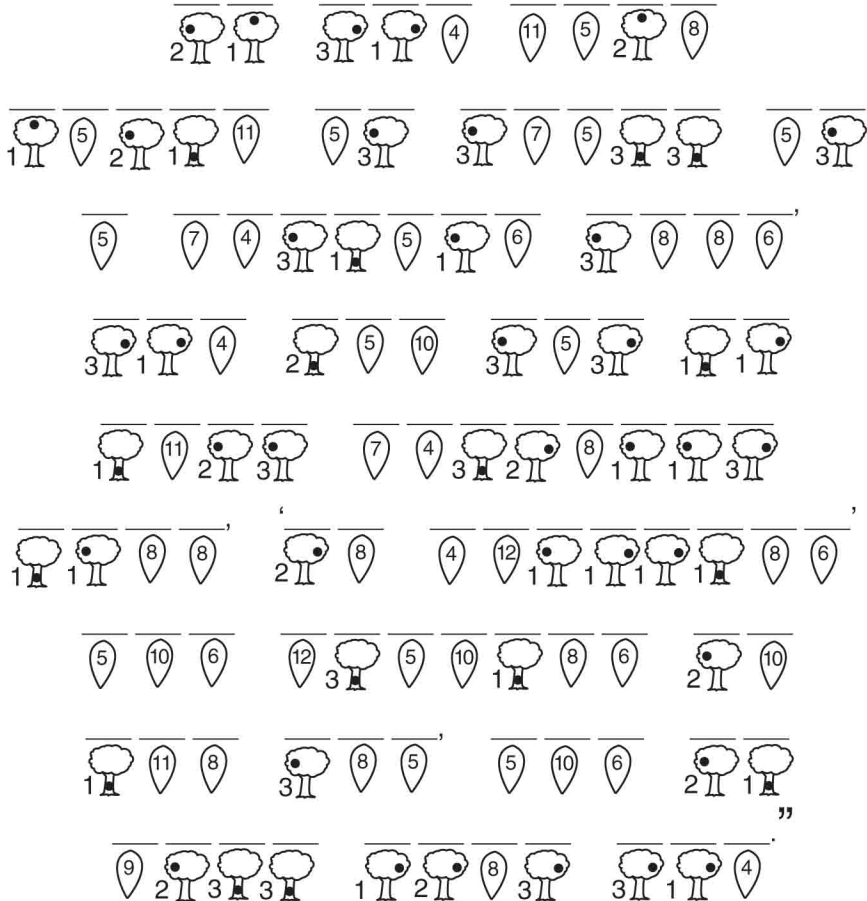 2 1 3 1 4 11 5 2 8
1 5 2 1 11 5 3 3 7 5 3 3 5 3
5 7 4 3 1 5 1 6 3 8 8 6,
3 1 4 2 5 10 3 5 3 1 1
1 11 2 3 7 4 3 2 8 1 1 3
1 1 8 8, ‘2 8 4 12 1 1 1 1 8 6,
5 10 6 12 3 5 10 1 8 6 2 10
1 11 8 3 8 5, 5 10 6 2 1
9 2 3 3 1 2 8 3 3 1 4.”